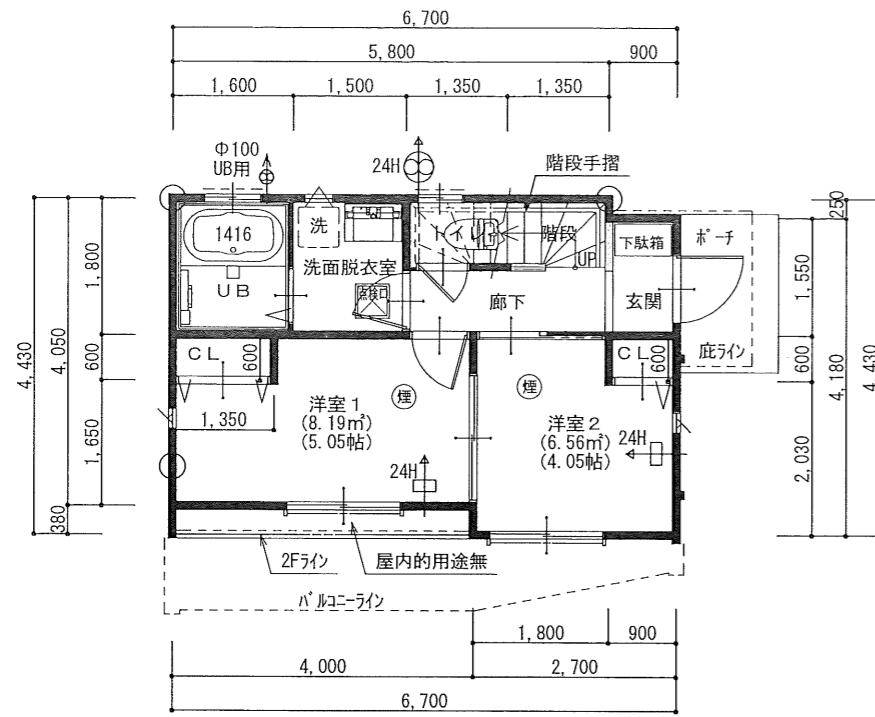 6,700
5,800
900
1,600
1,500
1,350
1,350
Φ100
UB用
24H
階段手摺
洗
1416
UB
洗面脱衣室
点検口
トイレ
階段
UP
下駄箱
ポーチ
廊下
玄関
庇ライン
250
1,800
600
1,650
380
4,050
4,430
1,550
600
2,030
4,180
4,430
CL
600
1,350
煙
洋室1
(8.19㎡)
(5.05帖)
24H
煙
洋室2
(6.56㎡)
(4.05帖)
24H
CL
600
2Fライン
屋内的用途無
バルコニーライン
1,800
900
4,000
2,700
6,700